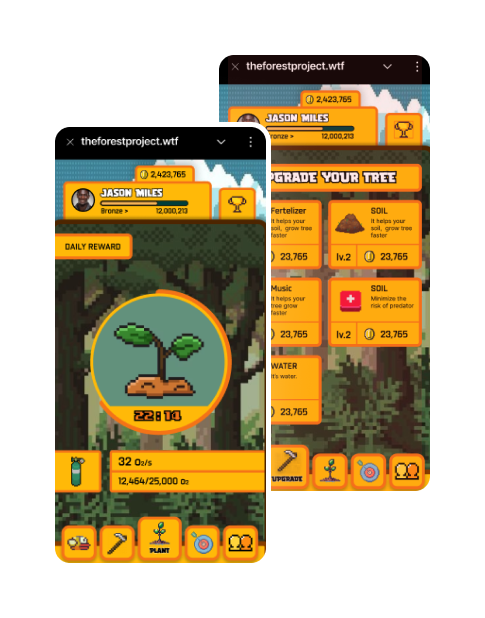 theforestproject.wtf
2,423,765
JASON MILES
Bronze >
12,000,213
DAILY REWARD
22:14
32 O₂/s
12,464/25,000 O₂
PLANT
theforestproject.wtf
2,423,765
JASON MILES
ronze >
12,000,213
PGRADE YOUR TREE
Fertelizer
It helps your
soil, grow tree
faster
23,765
SOIL
It helps your
soil, grow tree
faster
lv.2
23,765
Music
It helps your
tree grow
faster
23,765
SOIL
Minimize the
risk of predator
lv.2
23,765
WATER
It's water.
23,765
UPGRADE